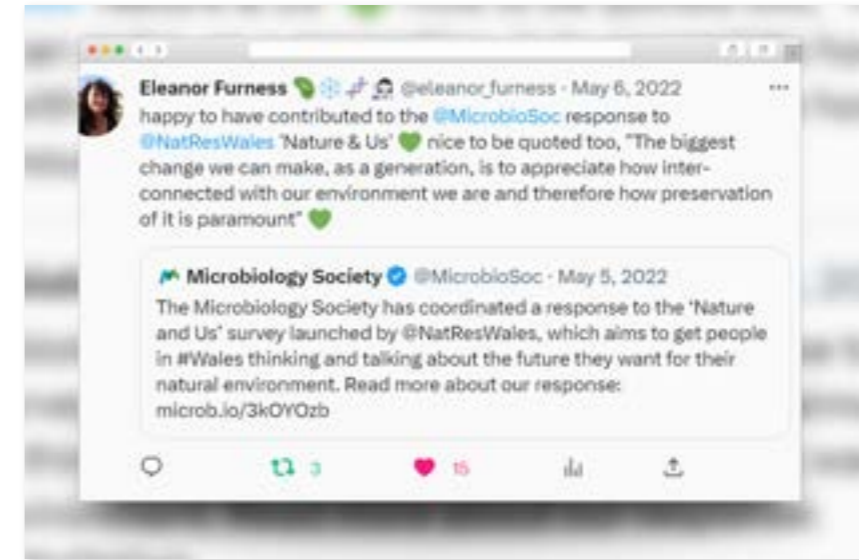 Eleanor Furness 🍃❄️🧬👩🏻‍🔬 @eleanor_furness · May 6, 2022
happy to have contributed to the @MicrobioSoc response to
@NatResWales 'Nature & Us' 💚 nice to be quoted too, "The biggest
change we can make, as a generation, is to appreciate how inter-
connected with our environment we are and therefore how preservation
of it is paramount" 💚
Microbiology Society @MicrobioSoc · May 5, 2022
The Microbiology Society has coordinated a response to the 'Nature
and Us' survey launched by @NatResWales, which aims to get people
in #Wales thinking and talking about the future they want for their
natural environment. Read more about our response:
microb.io/3kOYOzb
3 15